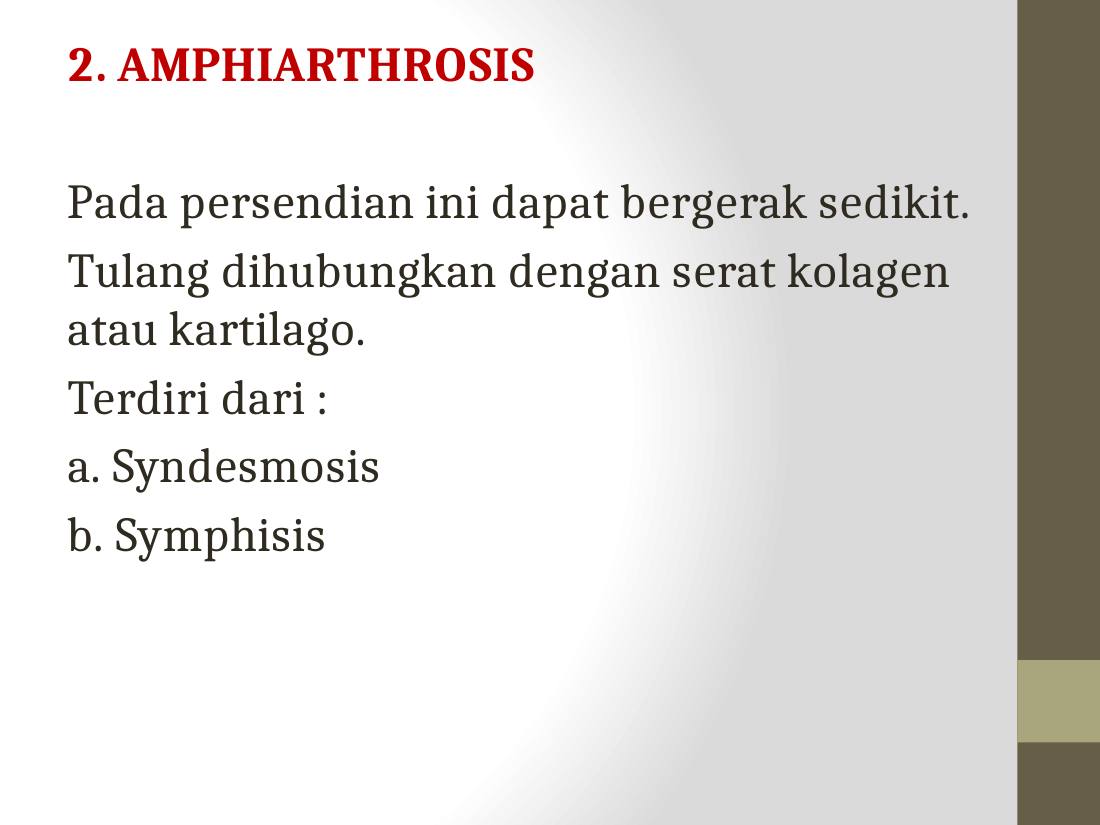 2. AMPHIARTHROSIS
Pada persendian ini dapat bergerak sedikit.
Tulang dihubungkan dengan serat kolagen
atau kartilago.
Terdiri dari :
a. Syndesmosis
b. Symphisis